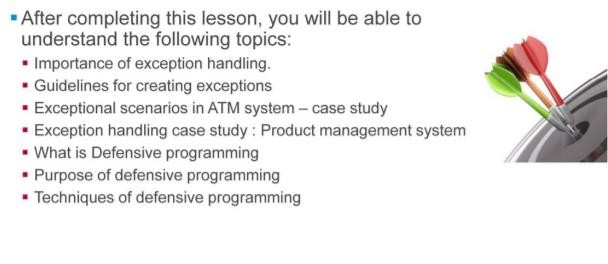 After completing this lesson, you will be able to
understand the following topics:
Importance of exception handling.
Guidelines for creating exceptions
Exceptional scenarios in ATM system – case study
Exception handling case study : Product management system
What is Defensive programming
Purpose of defensive programming
Techniques of defensive programming